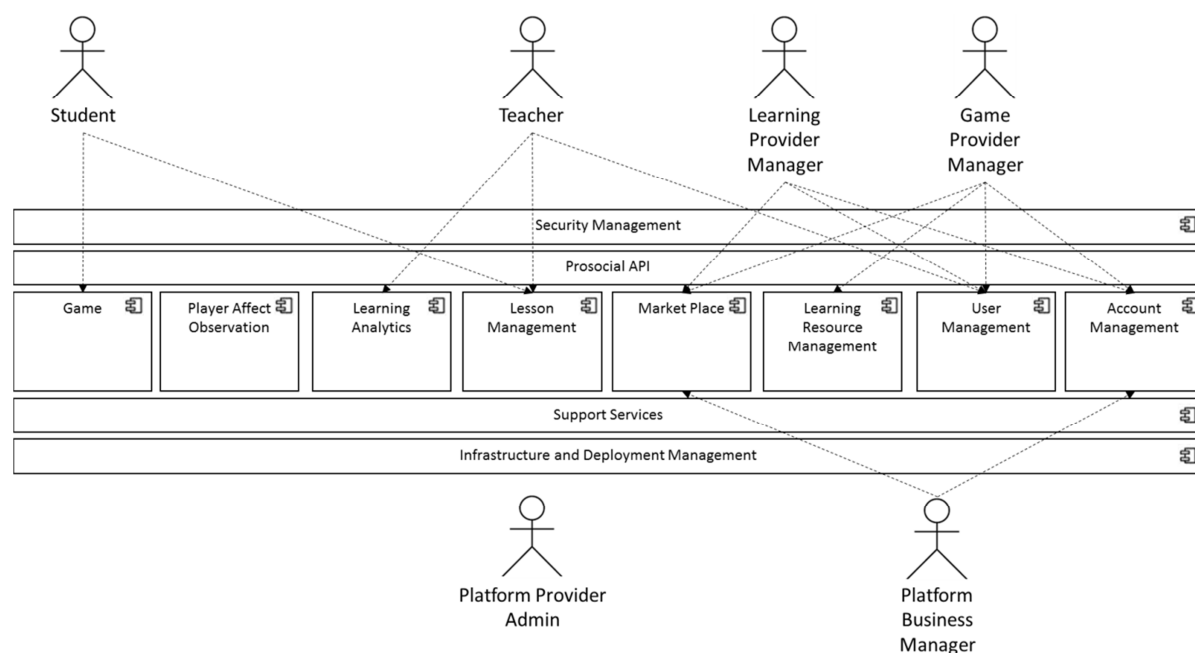 Student
Teacher
Learning
Provider
Manager
Game
Provider
Manager
Security Management
Prosocial API
Game
Player Affect
Observation
Learning
Analytics
Lesson
Management
Market Place
Learning
Resource
Management
User
Management
Account
Management
Support Services
Infrastructure and Deployment Management
Platform Provider
Admin
Platform
Business
Manager